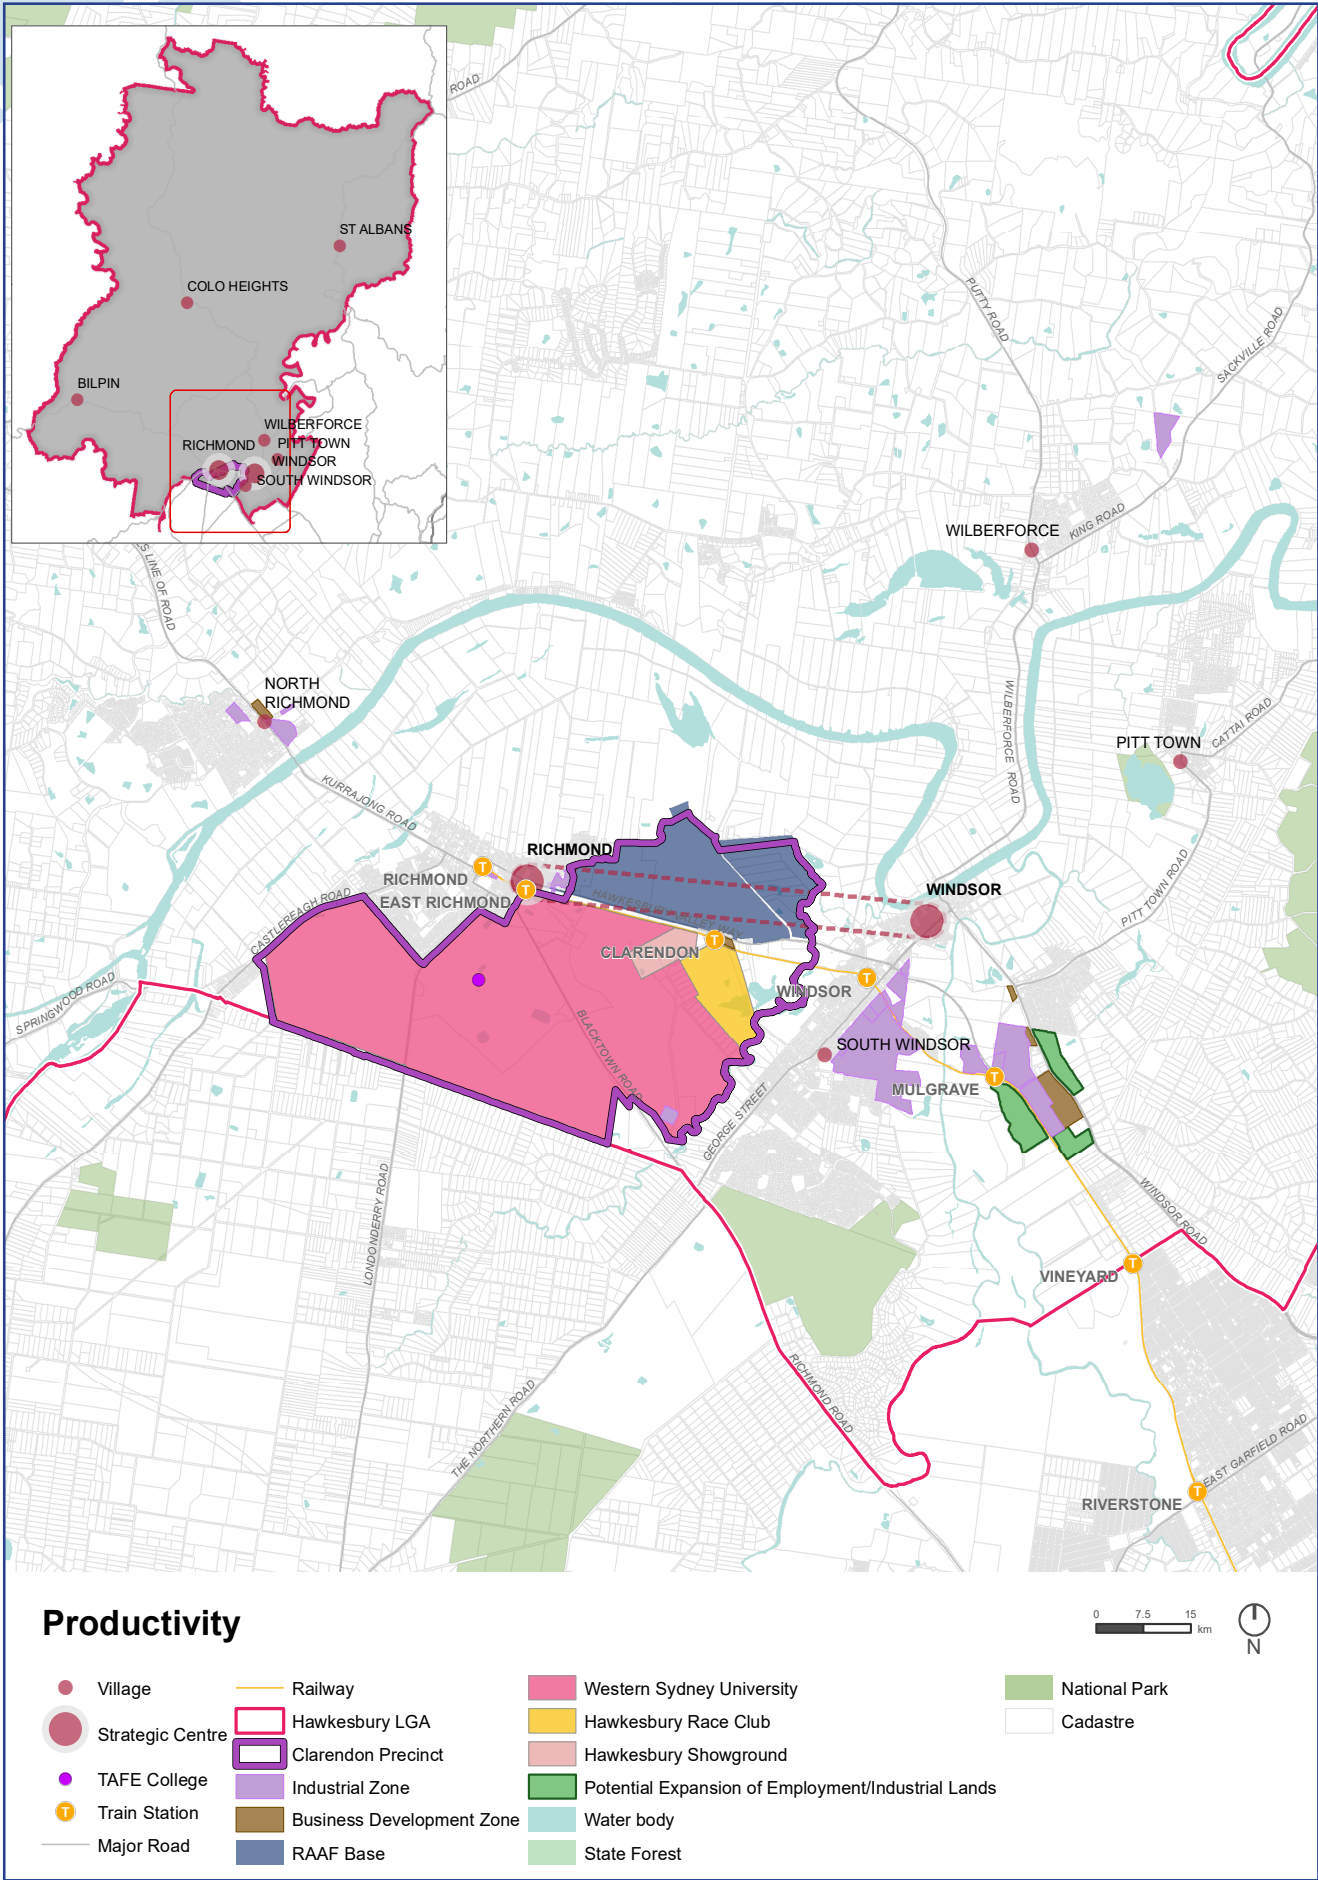 ROAD
ST ALBANS
COLO HEIGHTS
BILPIN
WILBERFORCE
RICHMOND
PITT TOWN
WINDSOR
SOUTH WINDSOR
PUTTY ROAD
SACKVILLE ROAD
WILBERFORCE
KING ROAD
S LINE OF ROAD
NORTH
RICHMOND
WILBERFORCE ROAD
PITT TOWN
CATTAI ROAD
KURRAJONG ROAD
RICHMOND
RICHMOND
EAST RICHMOND
HAWKESBURY VALLEY WAY
WINDSOR
PITT TOWN ROAD
CASTLEREAGH ROAD
CLARENDON
SPRINGWOOD ROAD
WINDSOR
BLACKTOWN ROAD
SOUTH WINDSOR
MULGRAVE
GEORGE STREET
LONDONDERRY ROAD
WINDSOR ROAD
VINEYARD
RICHMOND ROAD
THE NORTHERN ROAD
EAST GARFIELD ROAD
RIVERSTONE
Productivity
0 7.5 15
km
N
Village
Strategic Centre
TAFE College
T Train Station
Major Road
Railway
Hawkesbury LGA
Clarendon Precinct
Industrial Zone
Business Development Zone
RAAF Base
Western Sydney University
Hawkesbury Race Club
Hawkesbury Showground
Potential Expansion of Employment/Industrial Lands
Water body
State Forest
National Park
Cadastre